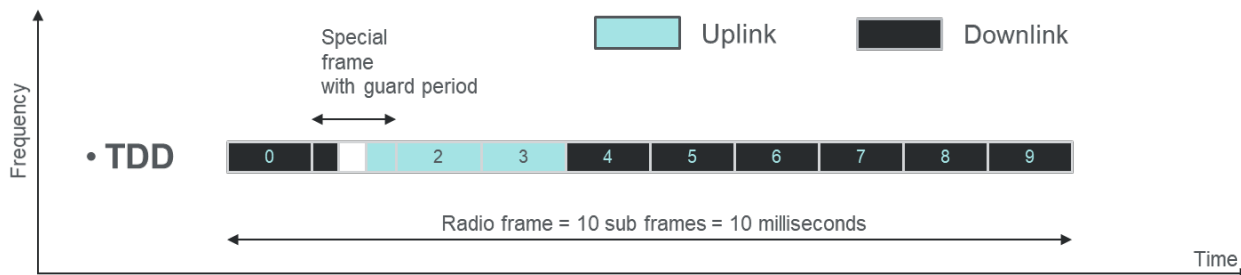 Special
frame
with guard period
Uplink
Downlink
Frequency
• TDD
0
2
3
4
5
6
7
8
9
Radio frame = 10 sub frames = 10 milliseconds
Time